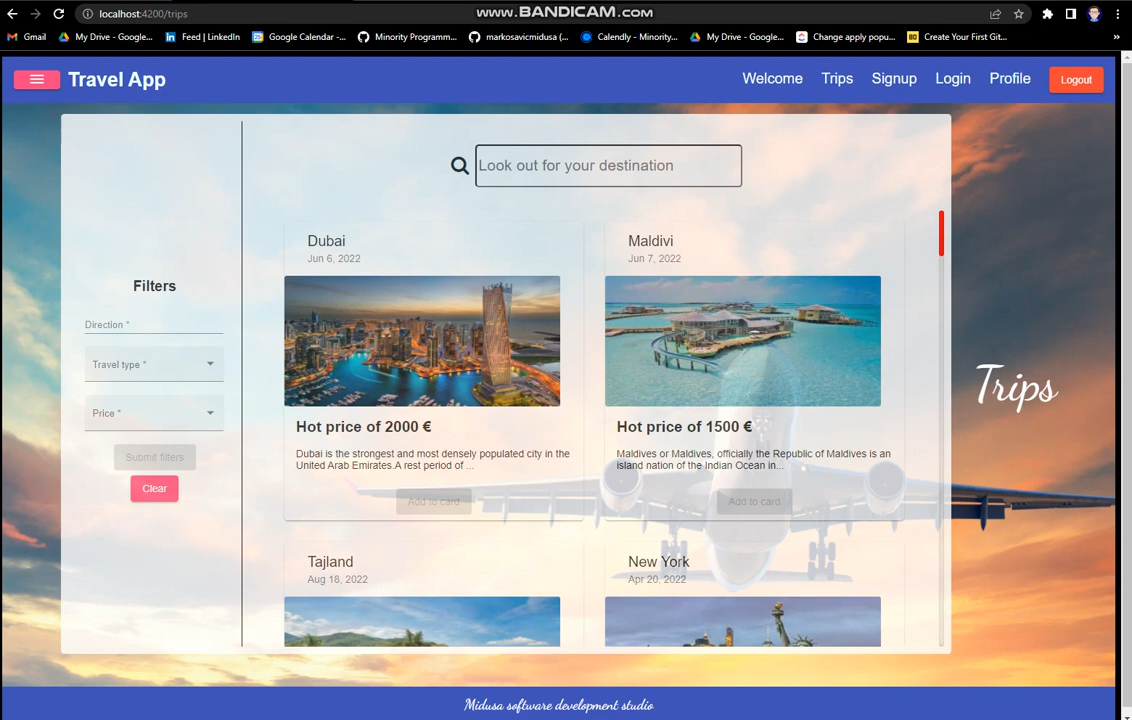 www.BANDICAM.com
localhost:4200/trips
Gmail
My Drive - Google...
Feed | LinkedIn
Google Calendar -...
Minority Programm...
markosavicmidusa (...
Calendly - Minority...
My Drive - Google...
Change apply popu...
Create Your First Git...
»
Travel App
Welcome
Trips
Signup
Login
Profile
Logout
Look out for your destination
Filters
Direction *
Travel type *
Price *
Submit filters
Clear
Dubai
Jun 6, 2022
Hot price of 2000 €
Dubai is the strongest and most densely populated city in the
United Arab Emirates.A rest period of ...
Add to card
Maldivi
Jun 7, 2022
Hot price of 1500 €
Maldives or Maldives, officially the Republic of Maldives is an
island nation of the Indian Ocean in...
Add to card
Tajland
Aug 18, 2022
New York
Apr 20, 2022
Trips
Midusa software development studio